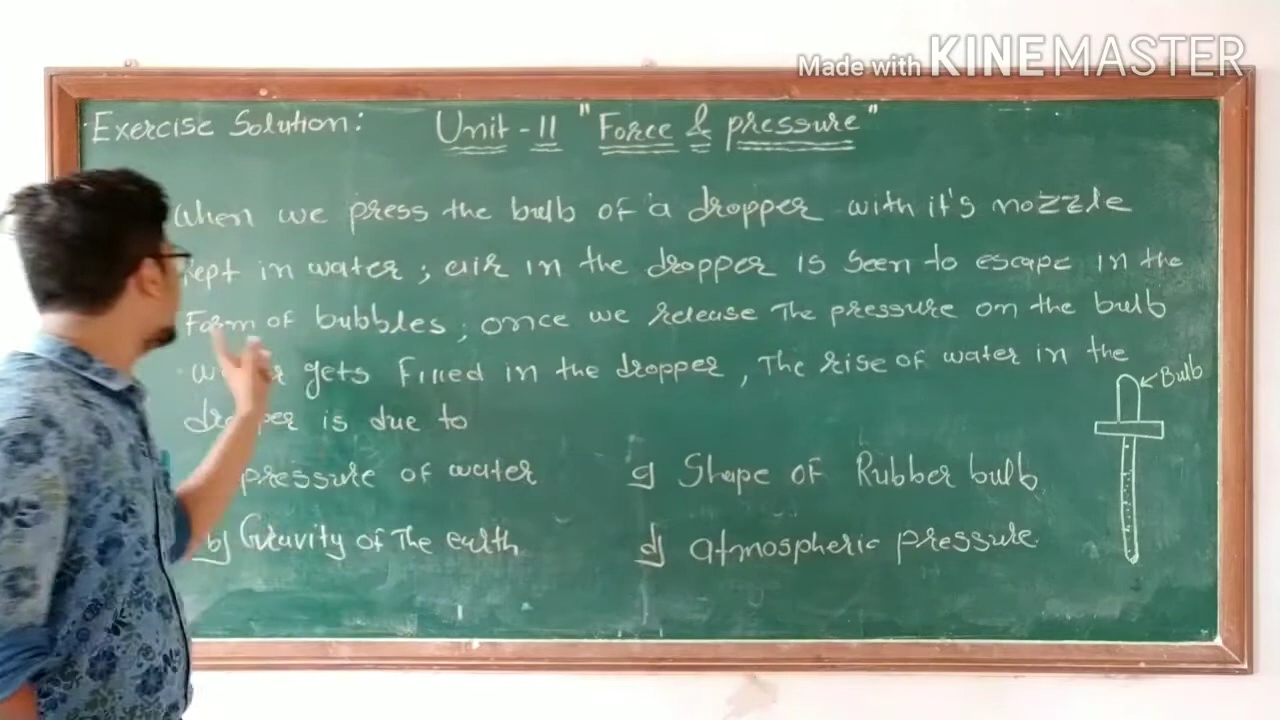 Made with KINEMASTER
Exercise Solution: Unit - 11 "Force & pressure"
When we press the bulb of a dropper with it's nozzle
kept in water; air in the dropper is seen to escape in the
Form of bubbles; once we release The pressure on the bulb
gets Filled in the dropper, The rise of water in the
is due to
Bulb
pressure of water
c) Shape of Rubber bulb
b) Gravity of The earth
d) atmospheric pressure.